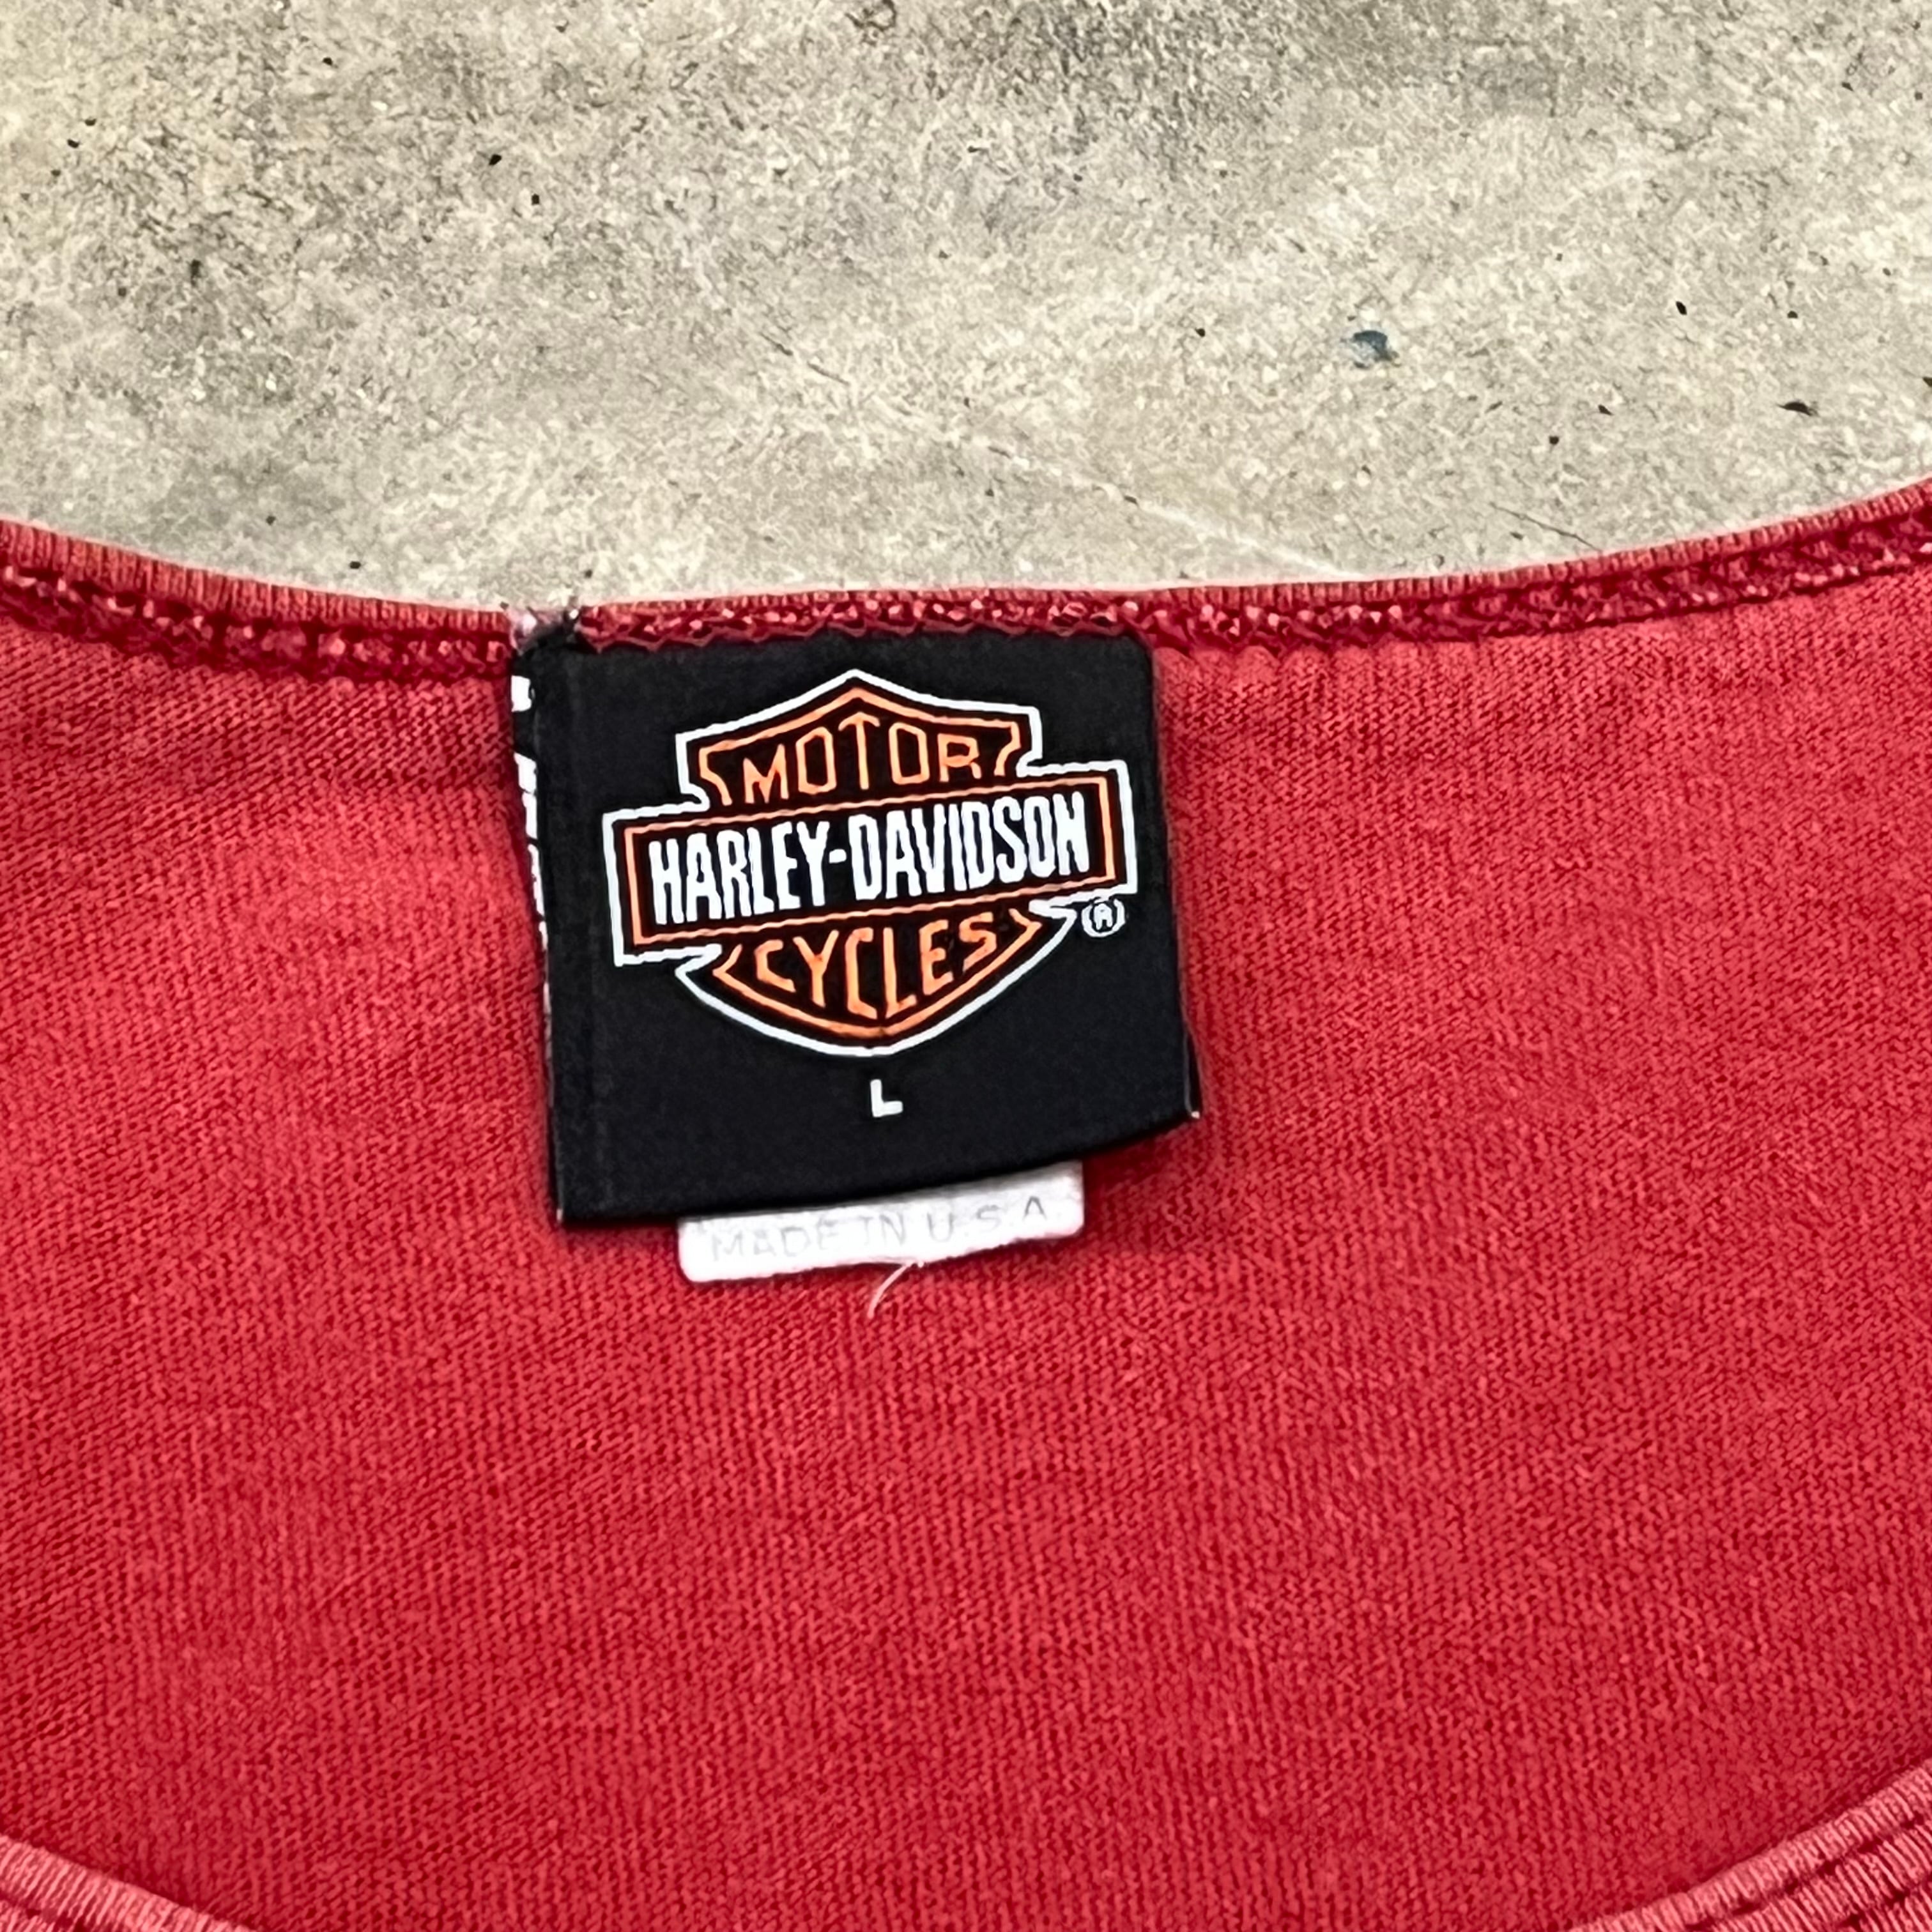 MOTOR
HARLEY-DAVIDSON
CYCLES
®
L
MADE IN U.S.A.